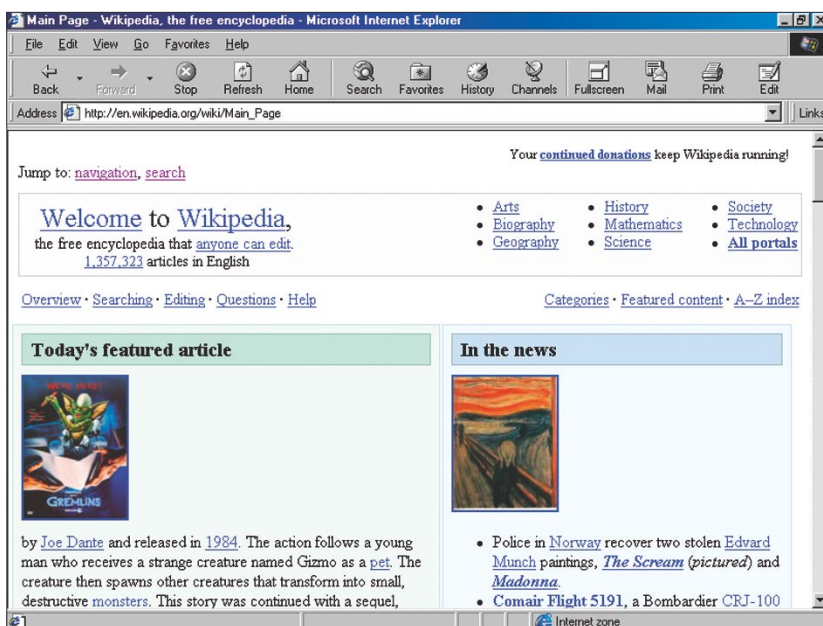 Main Page - Wikipedia, the free encyclopedia - Microsoft Internet Explorer
File Edit View Go Favorites Help
Back Forward Stop Refresh Home Search Favorites History Channels Fullscreen Mail Print Edit
Address http://en.wikipedia.org/wiki/Main_Page Links
Your continued donations keep Wikipedia running!
Jump to: navigation, search
Welcome to Wikipedia,
the free encyclopedia that anyone can edit.
1,357,323 articles in English
• Arts
• Biography
• Geography
• History
• Mathematics
• Science
• Society
• Technology
• All portals
Overview · Searching · Editing · Questions · Help
Categories · Featured content · A–Z index
Today's featured article
WE'RE HERE!
GREMLINS
by Joe Dante and released in 1984. The action follows a young
man who receives a strange creature named Gizmo as a pet. The
creature then spawns other creatures that transform into small,
destructive monsters. This story was continued with a sequel,
In the news
• Police in Norway recover two stolen Edvard
Munch paintings, The Scream (pictured) and
Madonna.
• Comair Flight 5191, a Bombardier CRJ-100
Internet zone